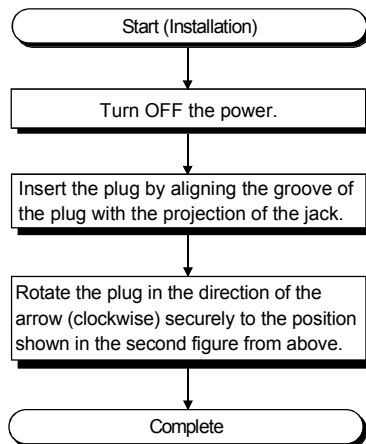 Start (Installation)
Turn OFF the power.
Insert the plug by aligning the groove of
the plug with the projection of the jack.
Rotate the plug in the direction of the
arrow (clockwise) securely to the position
shown in the second figure from above.
Complete